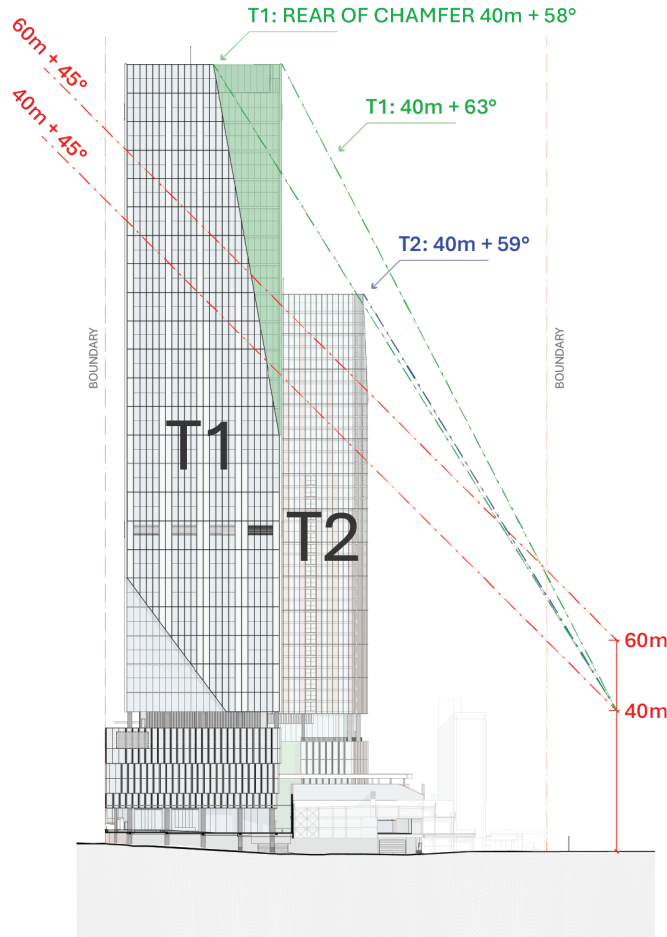 T1: REAR OF CHAMFER 40m + 58°
60m + 45°
40m + 45°
T1: 40m + 63°
T2: 40m + 59°
BOUNDARY
BOUNDARY
T1
T2
60m
40m